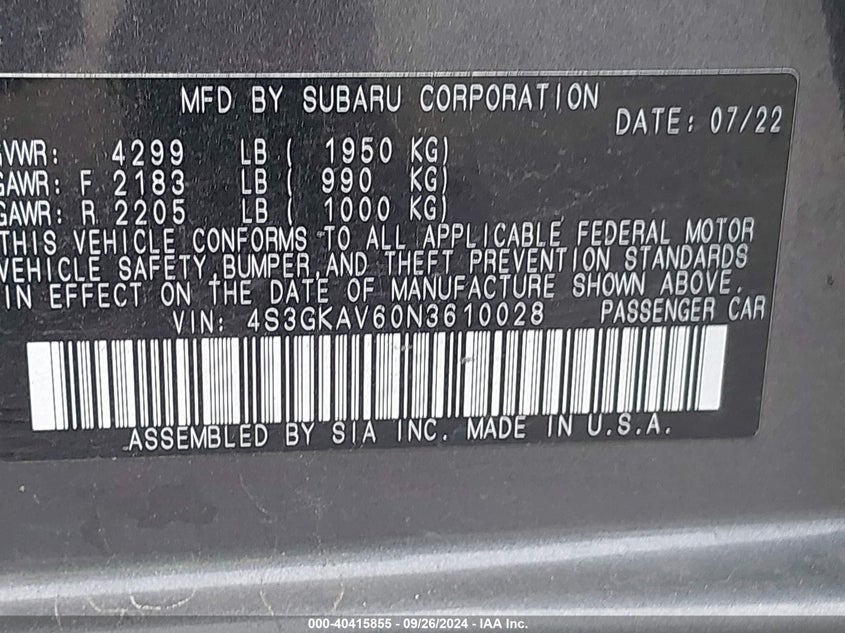 MFD BY SUBARU CORPORATION
DATE: 07/22
GVWR: 4299 LB ( 1950 KG)
GAWR: F 2183 LB ( 990 KG)
GAWR: R 2205 LB ( 1000 KG)
THIS VEHICLE CONFORMS TO ALL APPLICABLE FEDERAL MOTOR
VEHICLE SAFETY,BUMPER,AND THEFT PREVENTION STANDARDS
IN EFFECT ON THE DATE OF MANUFACTURE SHOWN ABOVE.
VIN: 4S3GKAV60N3610028 PASSENGER CAR
ASSEMBLED BY SIA INC. MADE IN U.S.A.
000-40415855 - 09/26/2024 - IAA Inc.